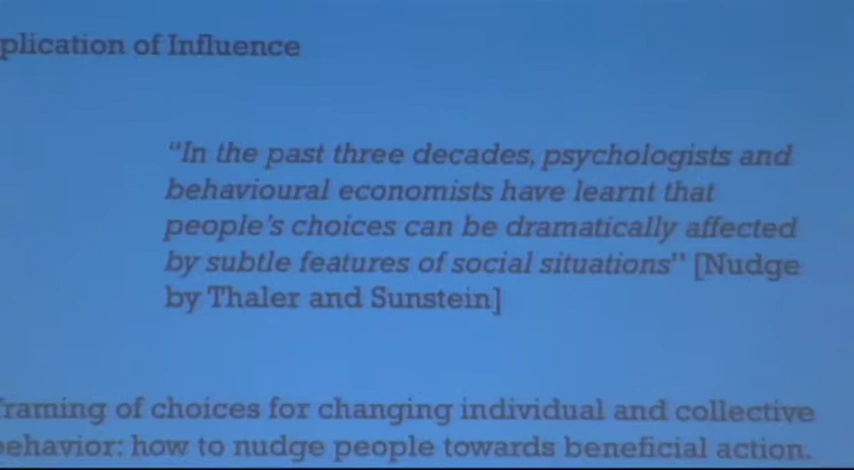 plication of Influence
“In the past three decades, psychologists and
behavioural economists have learnt that
people’s choices can be dramatically affected
by subtle features of social situations" [Nudge
by Thaler and Sunstein]
raming of choices for changing individual and collective
behavior: how to nudge people towards beneficial action.